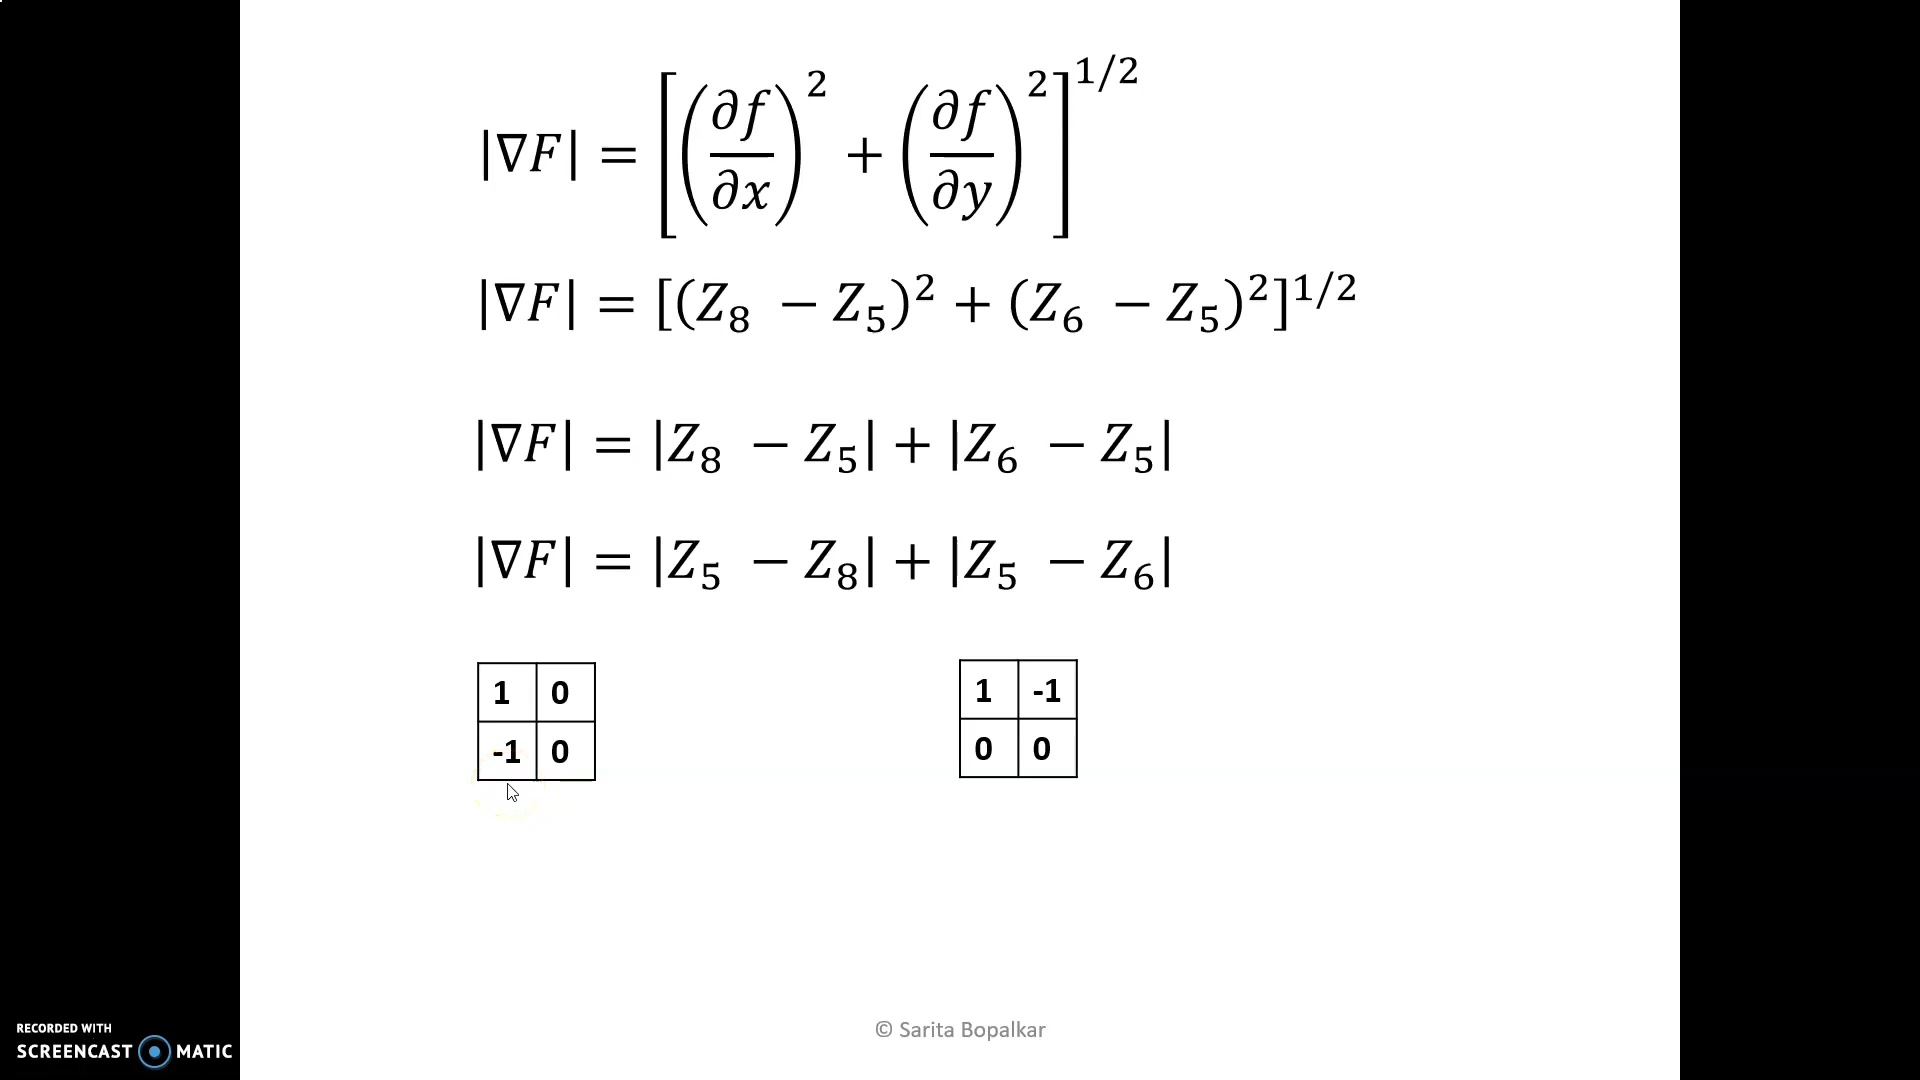 |∇F| = [(∂f/∂x)² + (∂f/∂y)²]^1/2
|∇F| = [(Z₈ − Z₅)² + (Z₆ − Z₅)²]^1/2
|∇F| = |Z₈ − Z₅| + |Z₆ − Z₅|
|∇F| = |Z₅ − Z₈| + |Z₅ − Z₆|
1 0
-1 0
1 -1
0 0
© Sarita Bopalkar
RECORDED WITH
SCREENCAST MATIC